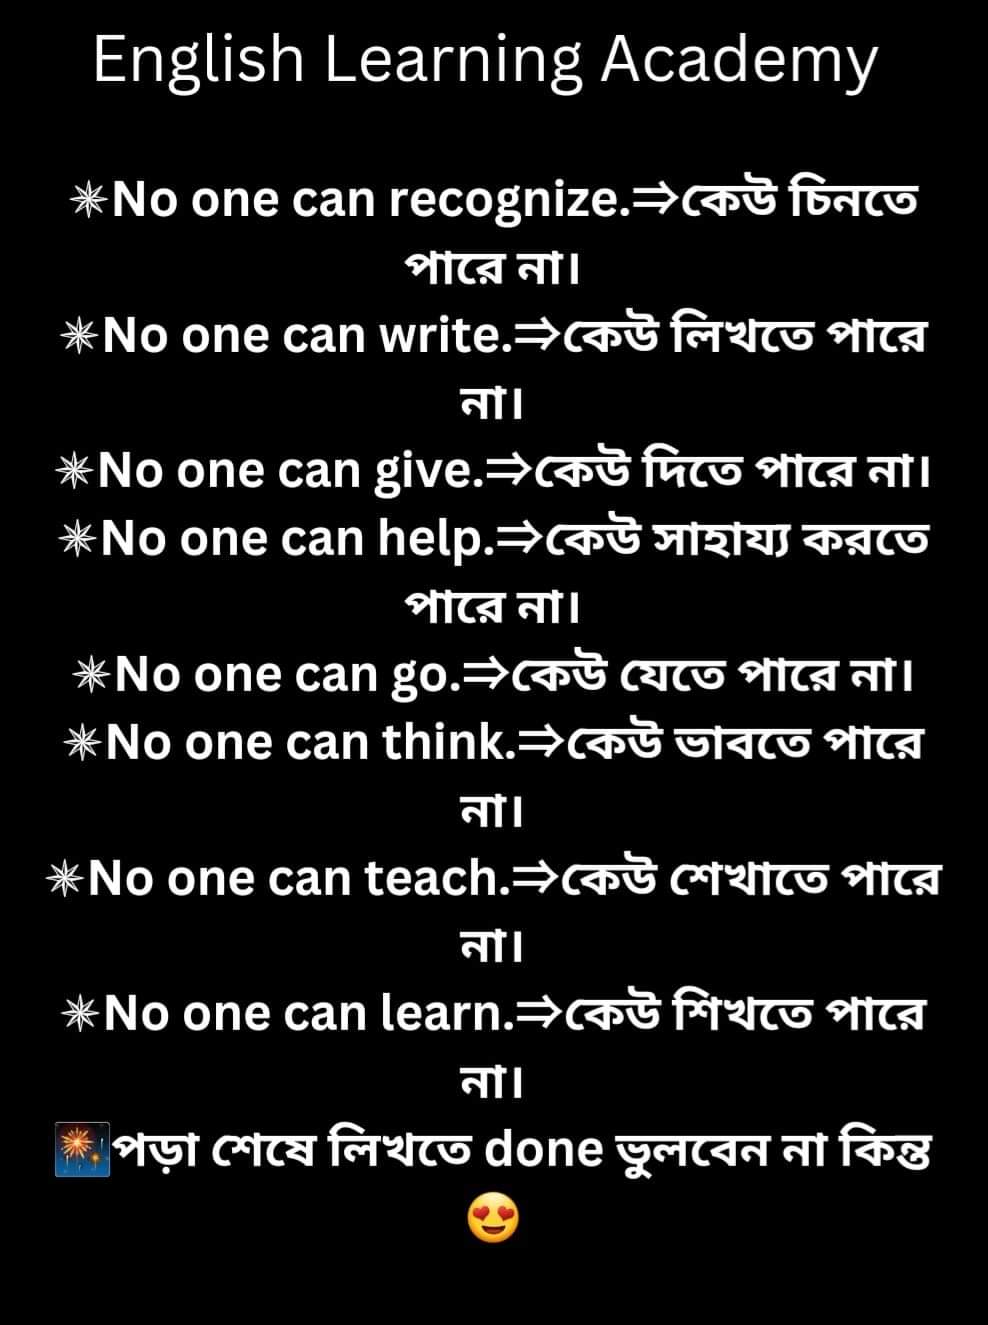 English Learning Academy
✴No one can recognize.⇒কেউ চিনতে
পারে না।
✴No one can write.⇒কেউ লিখতে পারে
না।
✴No one can give.⇒কেউ দিতে পারে না।
✴No one can help.⇒কেউ সাহায্য করতে
পারে না।
✴No one can go.⇒কেউ যেতে পারে না।
✴No one can think.⇒কেউ ভাবতে পারে
না।
✴No one can teach.⇒কেউ শেখাতে পারে
না।
✴No one can learn.⇒কেউ শিখতে পারে
না।
🎆পড়া শেষে লিখতে done ভুলবেন না কিন্ত
😍